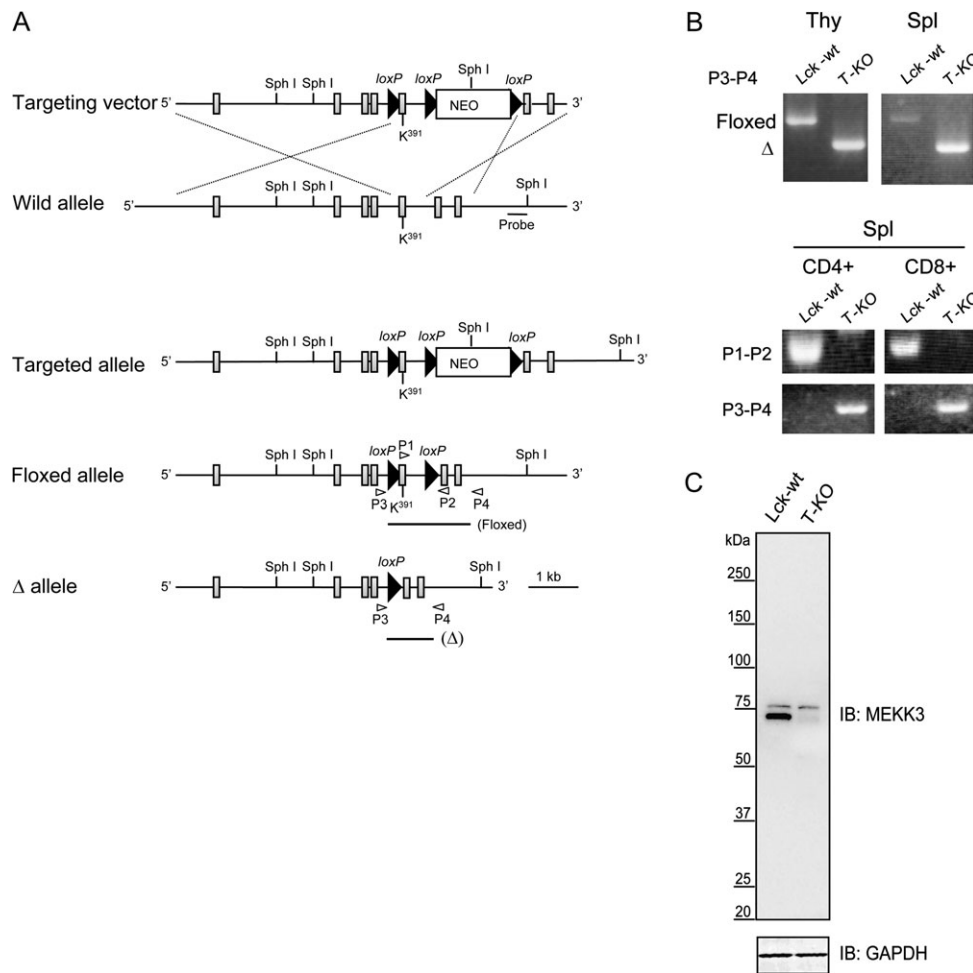 A
Sph I
loxP loxP loxP
Sph I Sph I
Targeting vector 5' NEO 3'
K391
Sph I Sph I Sph I
Wild allele 5' 3'
Probe
K391
Sph I
loxP loxP loxP
Sph I Sph I Sph I
Targeted allele 5' NEO 3'
K391
loxP P1 loxP
Sph I Sph I Sph I
Floxed allele 5' 3'
P3 K391 P2 P4
(Floxed)
loxP
Sph I Sph I Sph I
Δ allele 5' 3' 1 kb
P3 P4
(Δ)
B
Thy Spl
P3-P4 Lck-wt T-KO Lck-wt T-KO
Floxed
Δ
Spl
CD4+ CD8+
Lck-wt T-KO Lck-wt T-KO
P1-P2
P3-P4
C
Lck-wt T-KO
kDa
250
150
100
75
IB: MEKK3
50
37
25
20
IB: GAPDH